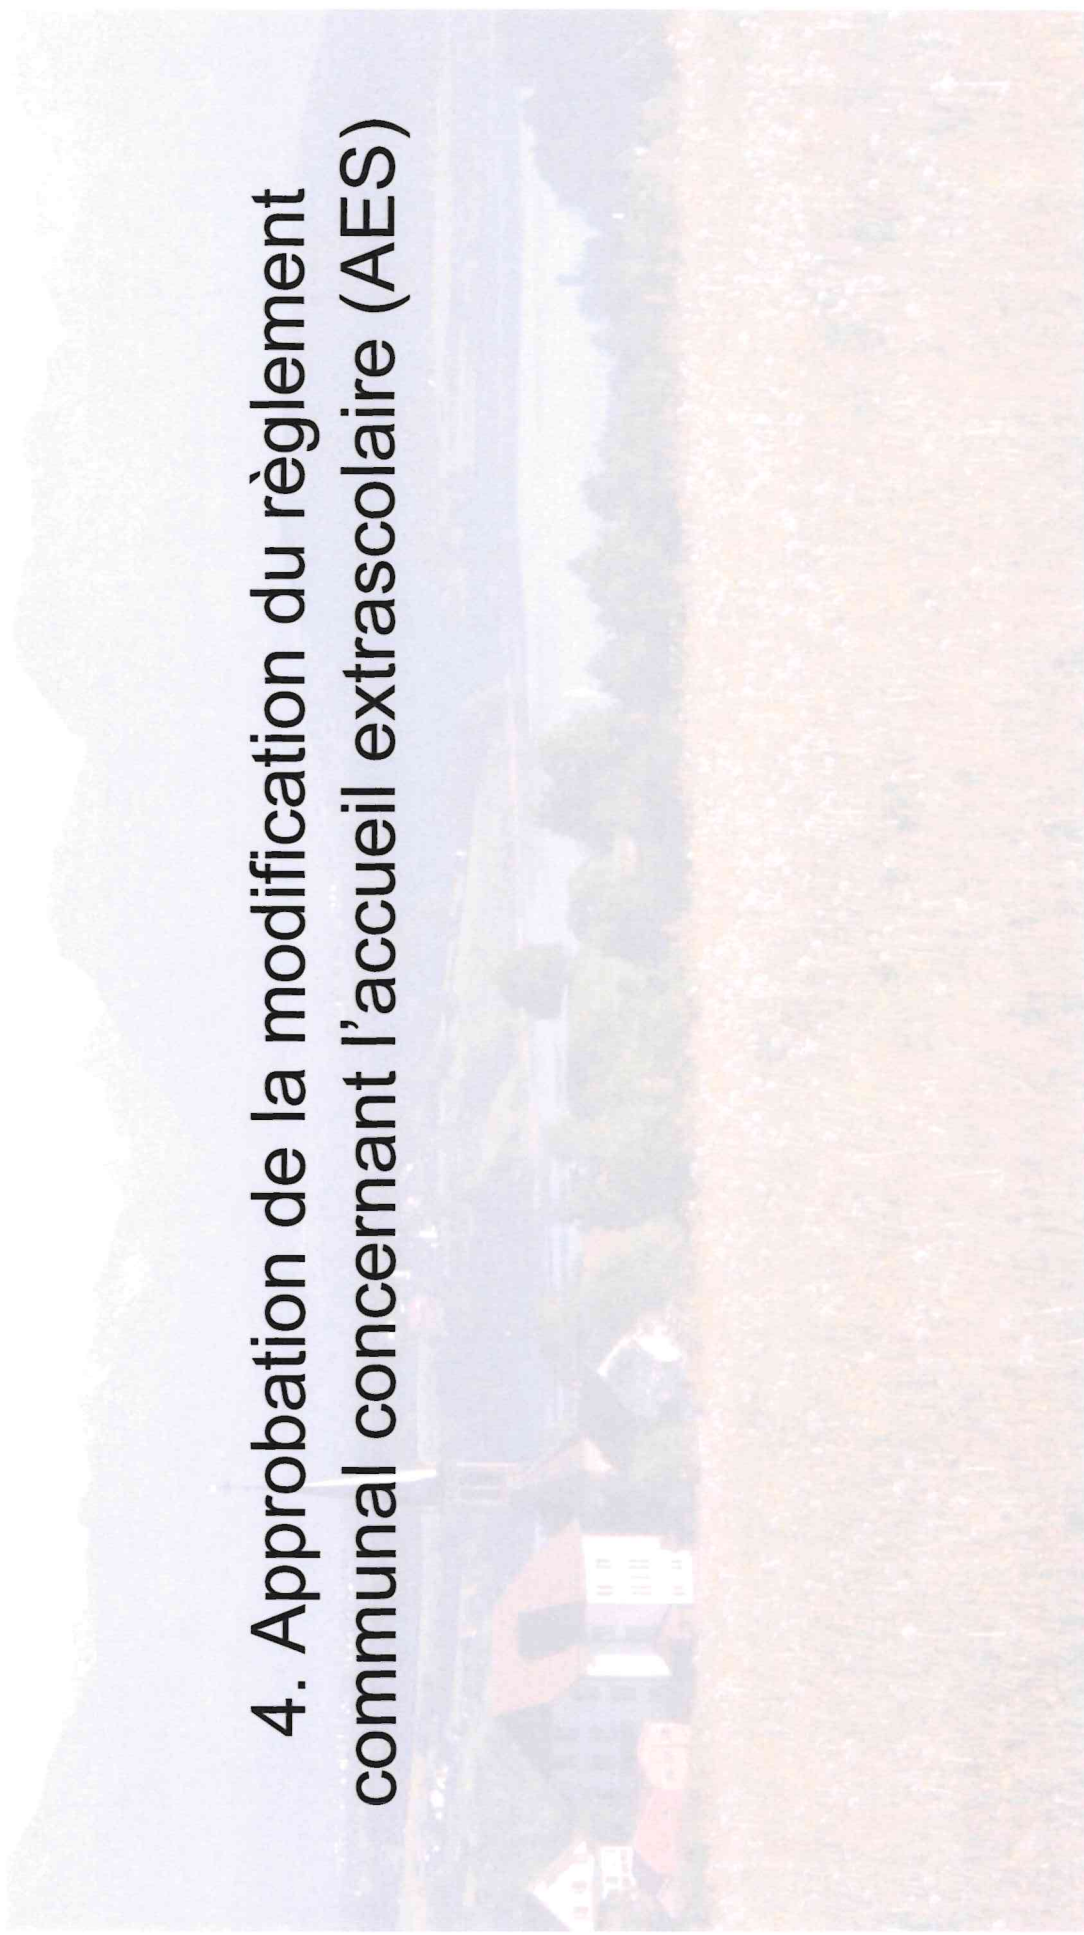 4. Approbation de la modification du règlement
communal concernant l'accueil extrascolaire (AES)